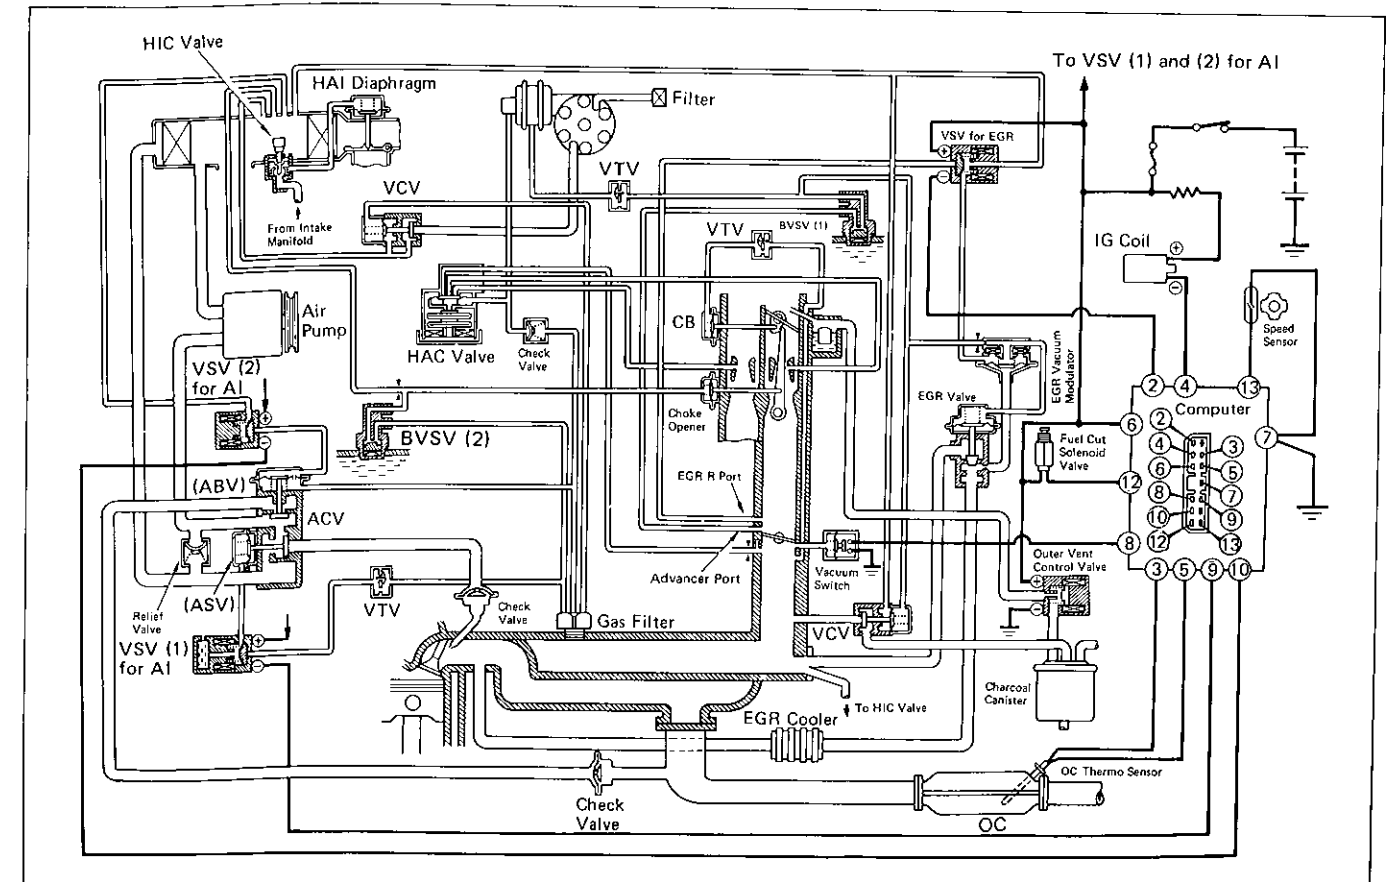 HIC Valve
HAI Diaphragm
Filter
To VSV (1) and (2) for AI
VSV for EGR
+
−
VTV
VCV
From Intake
Manifold
VTV
BVSV (1)
IG Coil
+
−
Air
Pump
CB
HAC Valve
Check
Valve
Speed
Sensor
EGR Vacuum
Modulator
VSV (2)
for AI
+
−
Choke
Opener
EGR Valve
2
4
13
Computer
BVSV (2)
6
7
Fuel Cut
Solenoid
Valve
2
4
6
8
10
12
3
5
7
9
13
12
8
(ABV)
ACV
EGR R Port
Advancer Port
Vacuum
Switch
Outer Vent
Control Valve
+
−
3
5
9
10
Relief
Valve
(ASV)
VTV
Check
Valve
Gas Filter
VCV
VSV (1)
for AI
+
−
Charcoal
Canister
To HIC Valve
EGR Cooler
OC Thermo Sensor
Check
Valve
OC